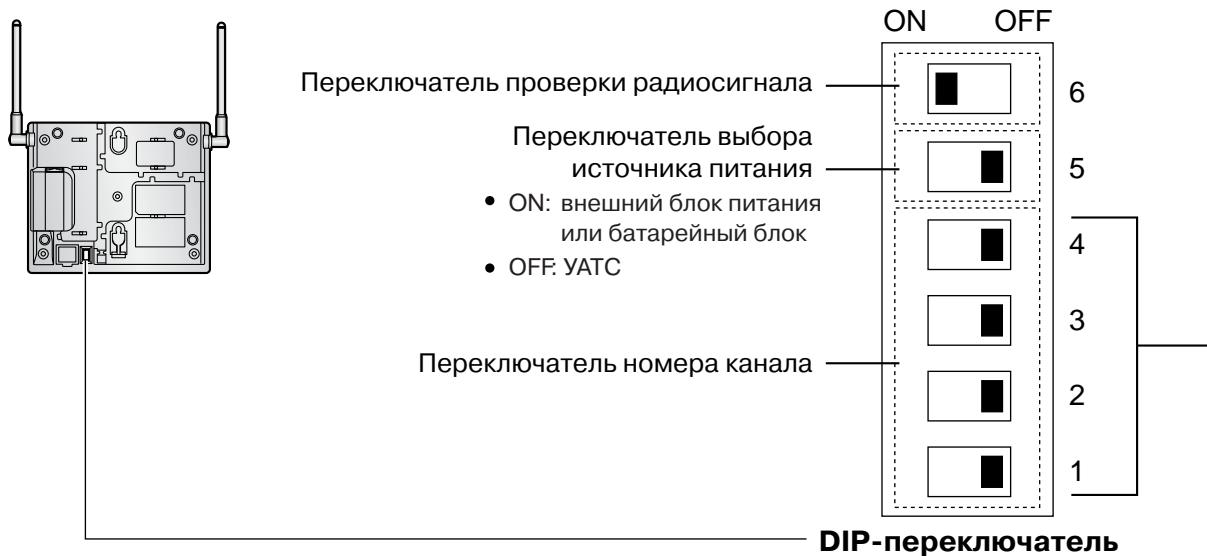 ON OFF
Переключатель проверки радиосигнала
6
Переключатель выбора
источника питания
5
• ON: внешний блок питания
или батарейный блок
4
• OFF: УАТС
3
Переключатель номера канала
2
1
DIP-переключатель